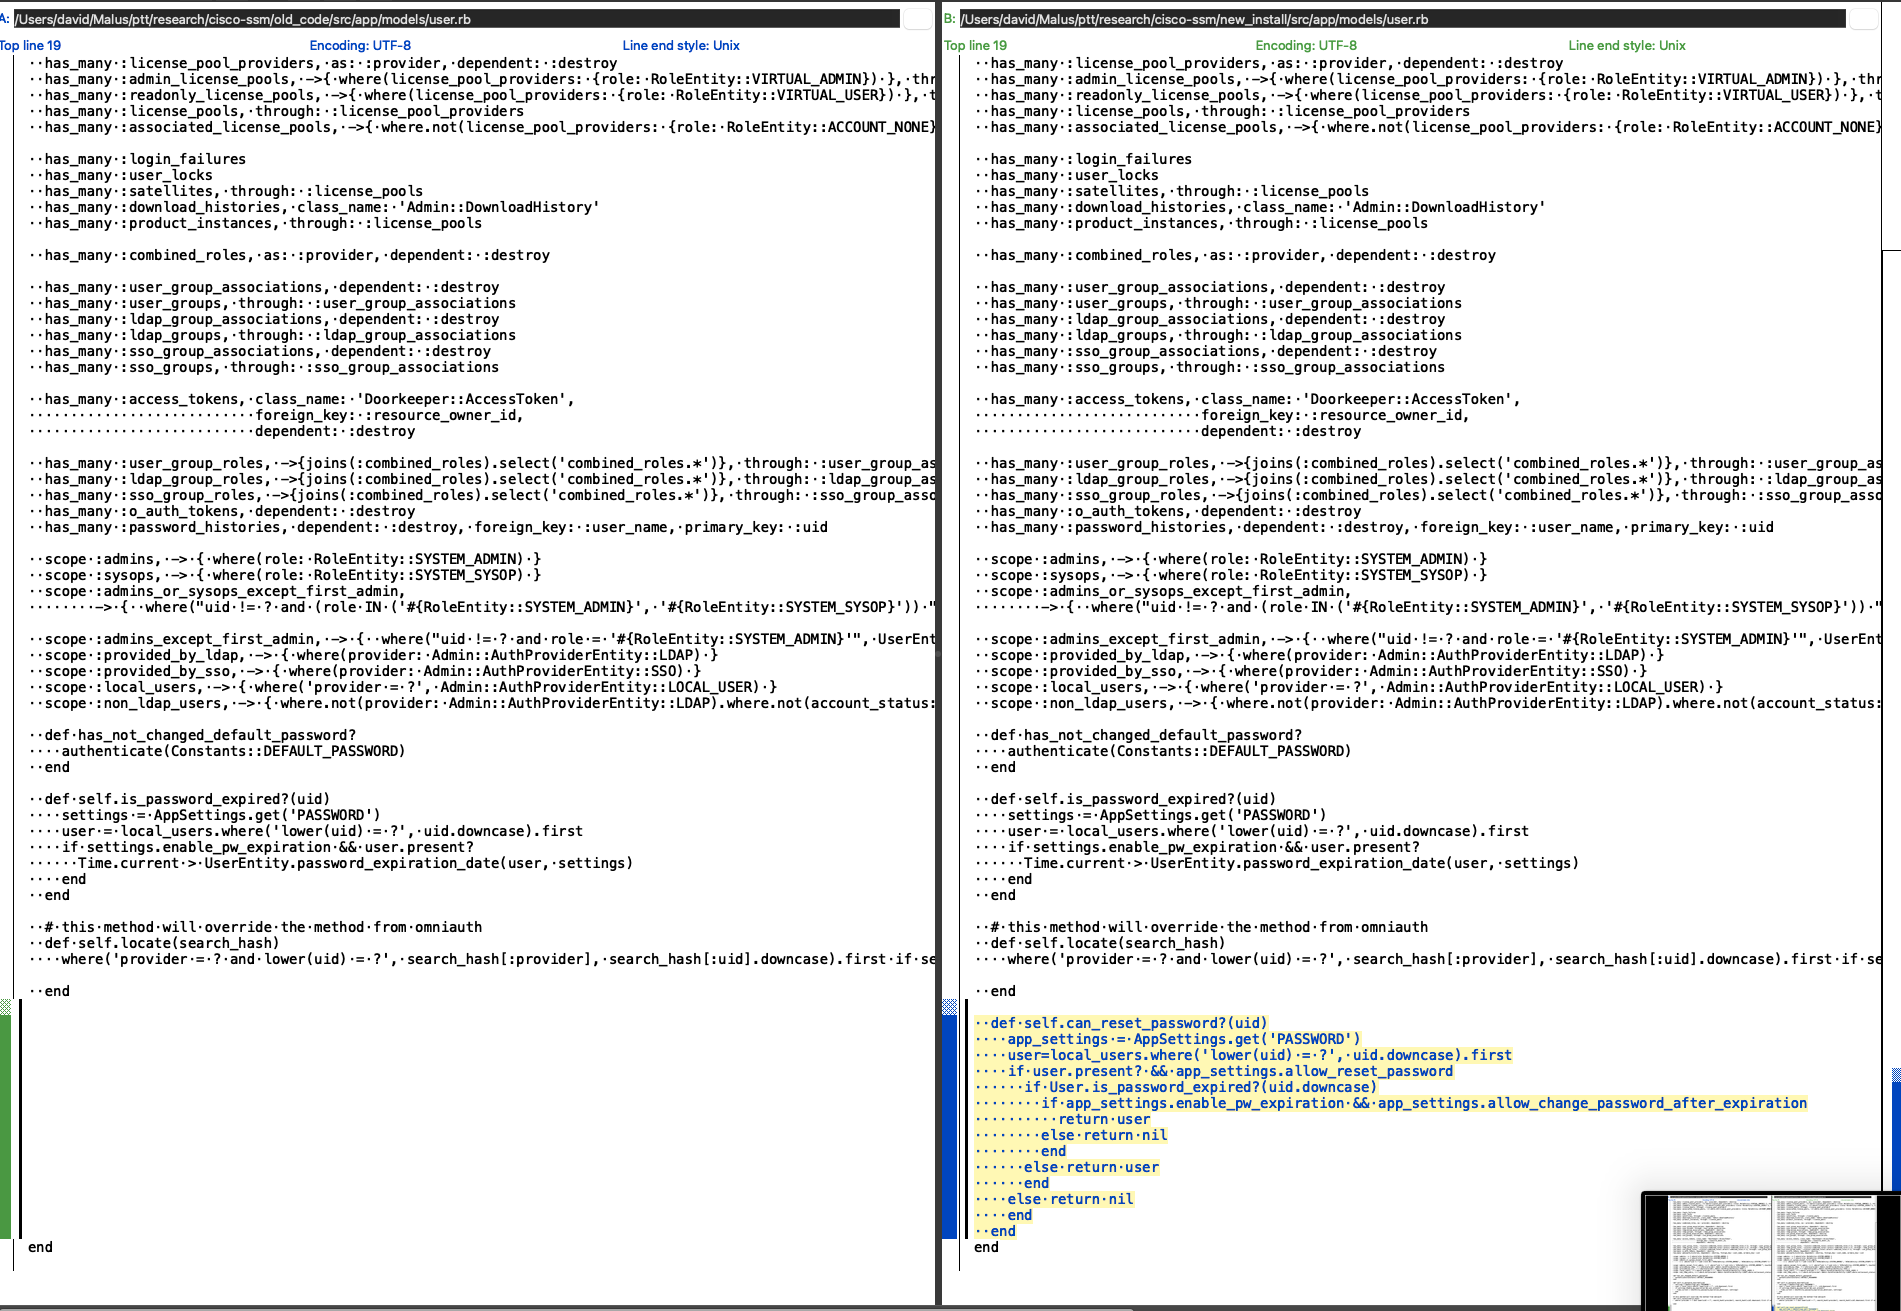 A: /Users/david/Malus/ptt/research/cisco-ssm/old_code/src/app/models/user.rb
Top line 19 Encoding: UTF-8 Line end style: Unix
··has_many·:license_pool_providers,·as:·:provider,·dependent:·:destroy
··has_many·:admin_license_pools,·->{·where(license_pool_providers:·{role:·RoleEntity::VIRTUAL_ADMIN})·},·thr
··has_many·:readonly_license_pools,·->{·where(license_pool_providers:·{role:·RoleEntity::VIRTUAL_USER})·},·t
··has_many·:license_pools,·through:·:license_pool_providers
··has_many·:associated_license_pools,·->{·where.not(license_pool_providers:·{role:·RoleEntity::ACCOUNT_NONE}
··has_many·:login_failures
··has_many·:user_locks
··has_many·:satellites,·through:·:license_pools
··has_many·:download_histories,·class_name:·'Admin::DownloadHistory'
··has_many·:product_instances,·through:·:license_pools
··has_many·:combined_roles,·as:·:provider,·dependent:·:destroy
··has_many·:user_group_associations,·dependent:·:destroy
··has_many·:user_groups,·through:·:user_group_associations
··has_many·:ldap_group_associations,·dependent:·:destroy
··has_many·:ldap_groups,·through:·:ldap_group_associations
··has_many·:sso_group_associations,·dependent:·:destroy
··has_many·:sso_groups,·through:·:sso_group_associations
··has_many·:access_tokens,·class_name:·'Doorkeeper::AccessToken',
···························foreign_key:·:resource_owner_id,
···························dependent:·:destroy
··has_many·:user_group_roles,·->{joins(:combined_roles).select('combined_roles.*')},·through:·:user_group_as
··has_many·:ldap_group_roles,·->{joins(:combined_roles).select('combined_roles.*')},·through:·:ldap_group_as
··has_many·:sso_group_roles,·->{joins(:combined_roles).select('combined_roles.*')},·through:·:sso_group_asso
··has_many·:o_auth_tokens,·dependent:·:destroy
··has_many·:password_histories,·dependent:·:destroy,·foreign_key:·:user_name,·primary_key:·:uid
··scope·:admins,·->·{·where(role:·RoleEntity::SYSTEM_ADMIN)·}
··scope·:sysops,·->·{·where(role:·RoleEntity::SYSTEM_SYSOP)·}
··scope·:admins_or_sysops_except_first_admin,
········->·{··where("uid·!=·?·and·(role·IN·('#{RoleEntity::SYSTEM_ADMIN}',·'#{RoleEntity::SYSTEM_SYSOP}'))·"
··scope·:admins_except_first_admin,·->·{··where("uid·!=·?·and·role·=·'#{RoleEntity::SYSTEM_ADMIN}'",·UserEnt
··scope·:provided_by_ldap,·->·{·where(provider:·Admin::AuthProviderEntity::LDAP)·}
··scope·:provided_by_sso,·->·{·where(provider:·Admin::AuthProviderEntity::SSO)·}
··scope·:local_users,·->·{·where('provider·=·?',·Admin::AuthProviderEntity::LOCAL_USER)·}
··scope·:non_ldap_users,·->·{·where.not(provider:·Admin::AuthProviderEntity::LDAP).where.not(account_status:
··def·has_not_changed_default_password?
····authenticate(Constants::DEFAULT_PASSWORD)
··end
··def·self.is_password_expired?(uid)
····settings·=·AppSettings.get('PASSWORD')
····user·=·local_users.where('lower(uid)·=·?',·uid.downcase).first
····if·settings.enable_pw_expiration·&&·user.present?
······Time.current·>·UserEntity.password_expiration_date(user,·settings)
····end
··end
··#·this·method·will·override·the·method·from·omniauth
··def·self.locate(search_hash)
····where('provider·=·?·and·lower(uid)·=·?',·search_hash[:provider],·search_hash[:uid].downcase).first·if·se
··end
end
B: /Users/david/Malus/ptt/research/cisco-ssm/new_install/src/app/models/user.rb
Top line 19 Encoding: UTF-8 Line end style: Unix
··has_many·:license_pool_providers,·as:·:provider,·dependent:·:destroy
··has_many·:admin_license_pools,·->{·where(license_pool_providers:·{role:·RoleEntity::VIRTUAL_ADMIN})·},·thr
··has_many·:readonly_license_pools,·->{·where(license_pool_providers:·{role:·RoleEntity::VIRTUAL_USER})·},·t
··has_many·:license_pools,·through:·:license_pool_providers
··has_many·:associated_license_pools,·->{·where.not(license_pool_providers:·{role:·RoleEntity::ACCOUNT_NONE}
··has_many·:login_failures
··has_many·:user_locks
··has_many·:satellites,·through:·:license_pools
··has_many·:download_histories,·class_name:·'Admin::DownloadHistory'
··has_many·:product_instances,·through:·:license_pools
··has_many·:combined_roles,·as:·:provider,·dependent:·:destroy
··has_many·:user_group_associations,·dependent:·:destroy
··has_many·:user_groups,·through:·:user_group_associations
··has_many·:ldap_group_associations,·dependent:·:destroy
··has_many·:ldap_groups,·through:·:ldap_group_associations
··has_many·:sso_group_associations,·dependent:·:destroy
··has_many·:sso_groups,·through:·:sso_group_associations
··has_many·:access_tokens,·class_name:·'Doorkeeper::AccessToken',
···························foreign_key:·:resource_owner_id,
···························dependent:·:destroy
··has_many·:user_group_roles,·->{joins(:combined_roles).select('combined_roles.*')},·through:·:user_group_as
··has_many·:ldap_group_roles,·->{joins(:combined_roles).select('combined_roles.*')},·through:·:ldap_group_as
··has_many·:sso_group_roles,·->{joins(:combined_roles).select('combined_roles.*')},·through:·:sso_group_asso
··has_many·:o_auth_tokens,·dependent:·:destroy
··has_many·:password_histories,·dependent:·:destroy,·foreign_key:·:user_name,·primary_key:·:uid
··scope·:admins,·->·{·where(role:·RoleEntity::SYSTEM_ADMIN)·}
··scope·:sysops,·->·{·where(role:·RoleEntity::SYSTEM_SYSOP)·}
··scope·:admins_or_sysops_except_first_admin,
········->·{··where("uid·!=·?·and·(role·IN·('#{RoleEntity::SYSTEM_ADMIN}',·'#{RoleEntity::SYSTEM_SYSOP}'))·"
··scope·:admins_except_first_admin,·->·{··where("uid·!=·?·and·role·=·'#{RoleEntity::SYSTEM_ADMIN}'",·UserEnt
··scope·:provided_by_ldap,·->·{·where(provider:·Admin::AuthProviderEntity::LDAP)·}
··scope·:provided_by_sso,·->·{·where(provider:·Admin::AuthProviderEntity::SSO)·}
··scope·:local_users,·->·{·where('provider·=·?',·Admin::AuthProviderEntity::LOCAL_USER)·}
··scope·:non_ldap_users,·->·{·where.not(provider:·Admin::AuthProviderEntity::LDAP).where.not(account_status:
··def·has_not_changed_default_password?
····authenticate(Constants::DEFAULT_PASSWORD)
··end
··def·self.is_password_expired?(uid)
····settings·=·AppSettings.get('PASSWORD')
····user·=·local_users.where('lower(uid)·=·?',·uid.downcase).first
····if·settings.enable_pw_expiration·&&·user.present?
······Time.current·>·UserEntity.password_expiration_date(user,·settings)
····end
··end
··#·this·method·will·override·the·method·from·omniauth
··def·self.locate(search_hash)
····where('provider·=·?·and·lower(uid)·=·?',·search_hash[:provider],·search_hash[:uid].downcase).first·if·se
··end
··def·self.can_reset_password?(uid)
····app_settings·=·AppSettings.get('PASSWORD')
····user=local_users.where('lower(uid)·=·?',·uid.downcase).first
····if·user.present?·&&·app_settings.allow_reset_password
······if·User.is_password_expired?(uid.downcase)
········if·app_settings.enable_pw_expiration·&&·app_settings.allow_change_password_after_expiration
··········return·user
········else·return·nil
········end
······else·return·user
······end
····else·return·nil
····end
··end
end